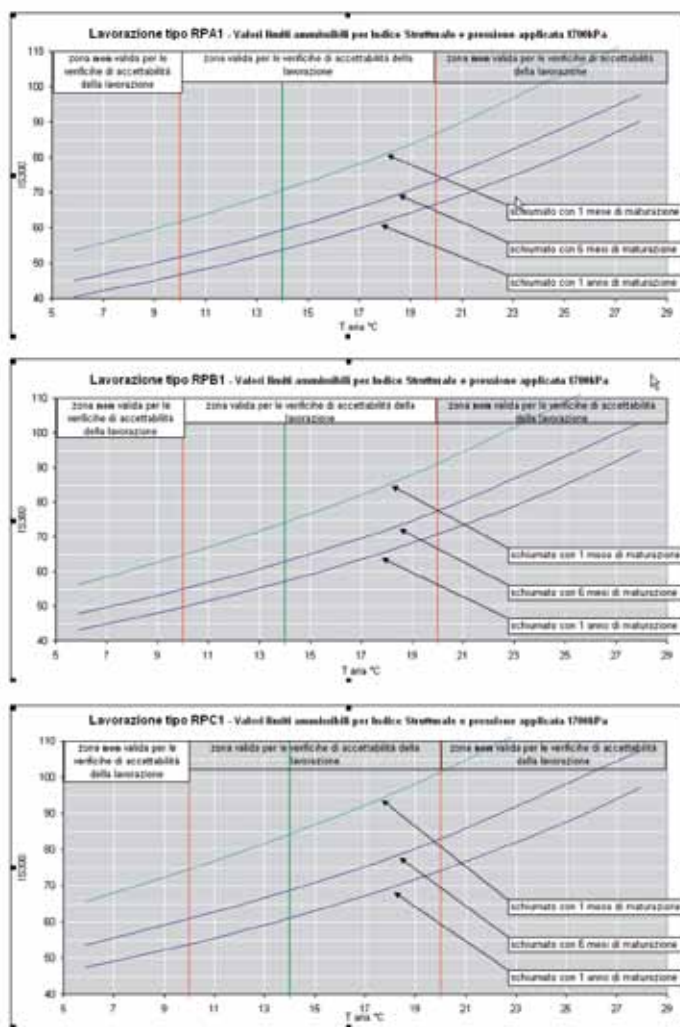 Lavorazione tipo RPA1 - Valori limiti ammissibili per Indice Strutturale e pressione applicata 1700kPa
110
100
90
80
70
60
50
40
IS300
zona non valida per le
verifiche di accettabilità
della lavorazione
zona valida per le verifiche di accettabilità della
lavorazione
zona non valida per le verifiche di accettabilità
della lavorazione
schiumato con 1 mese di maturazione
schiumato con 6 mesi di maturazione
schiumato con 1 anno di maturazione
5 7 9 11 13 15 17 19 21 23 25 27 29
T aria °C
Lavorazione tipo RPB1 - Valori limiti ammissibili per Indice Strutturale e pressione applicata 1700kPa
110
100
90
80
70
60
50
40
IS300
zona non valida per le
verifiche di accettabilità
della lavorazione
zona valida per le verifiche di accettabilità della
lavorazione
zona non valida per le verifiche di accettabilità
della lavorazione
schiumato con 1 mese di maturazione
schiumato con 6 mesi di maturazione
schiumato con 1 anno di maturazione
5 7 9 11 13 15 17 19 21 23 25 27 29
T aria °C
Lavorazione tipo RPC1 - Valori limiti ammissibili per Indice Strutturale e pressione applicata 1700kPa
110
100
90
80
70
60
50
40
IS300
zona non valida per le
verifiche di accettabilità
della lavorazione
zona valida per le verifiche di accettabilità della
lavorazione
zona non valida per le verifiche di accettabilità
della lavorazione
schiumato con 1 mese di maturazione
schiumato con 6 mesi di maturazione
schiumato con 1 anni di maturazione
5 7 9 11 13 15 17 19 21 23 25 27 29
T aria °C